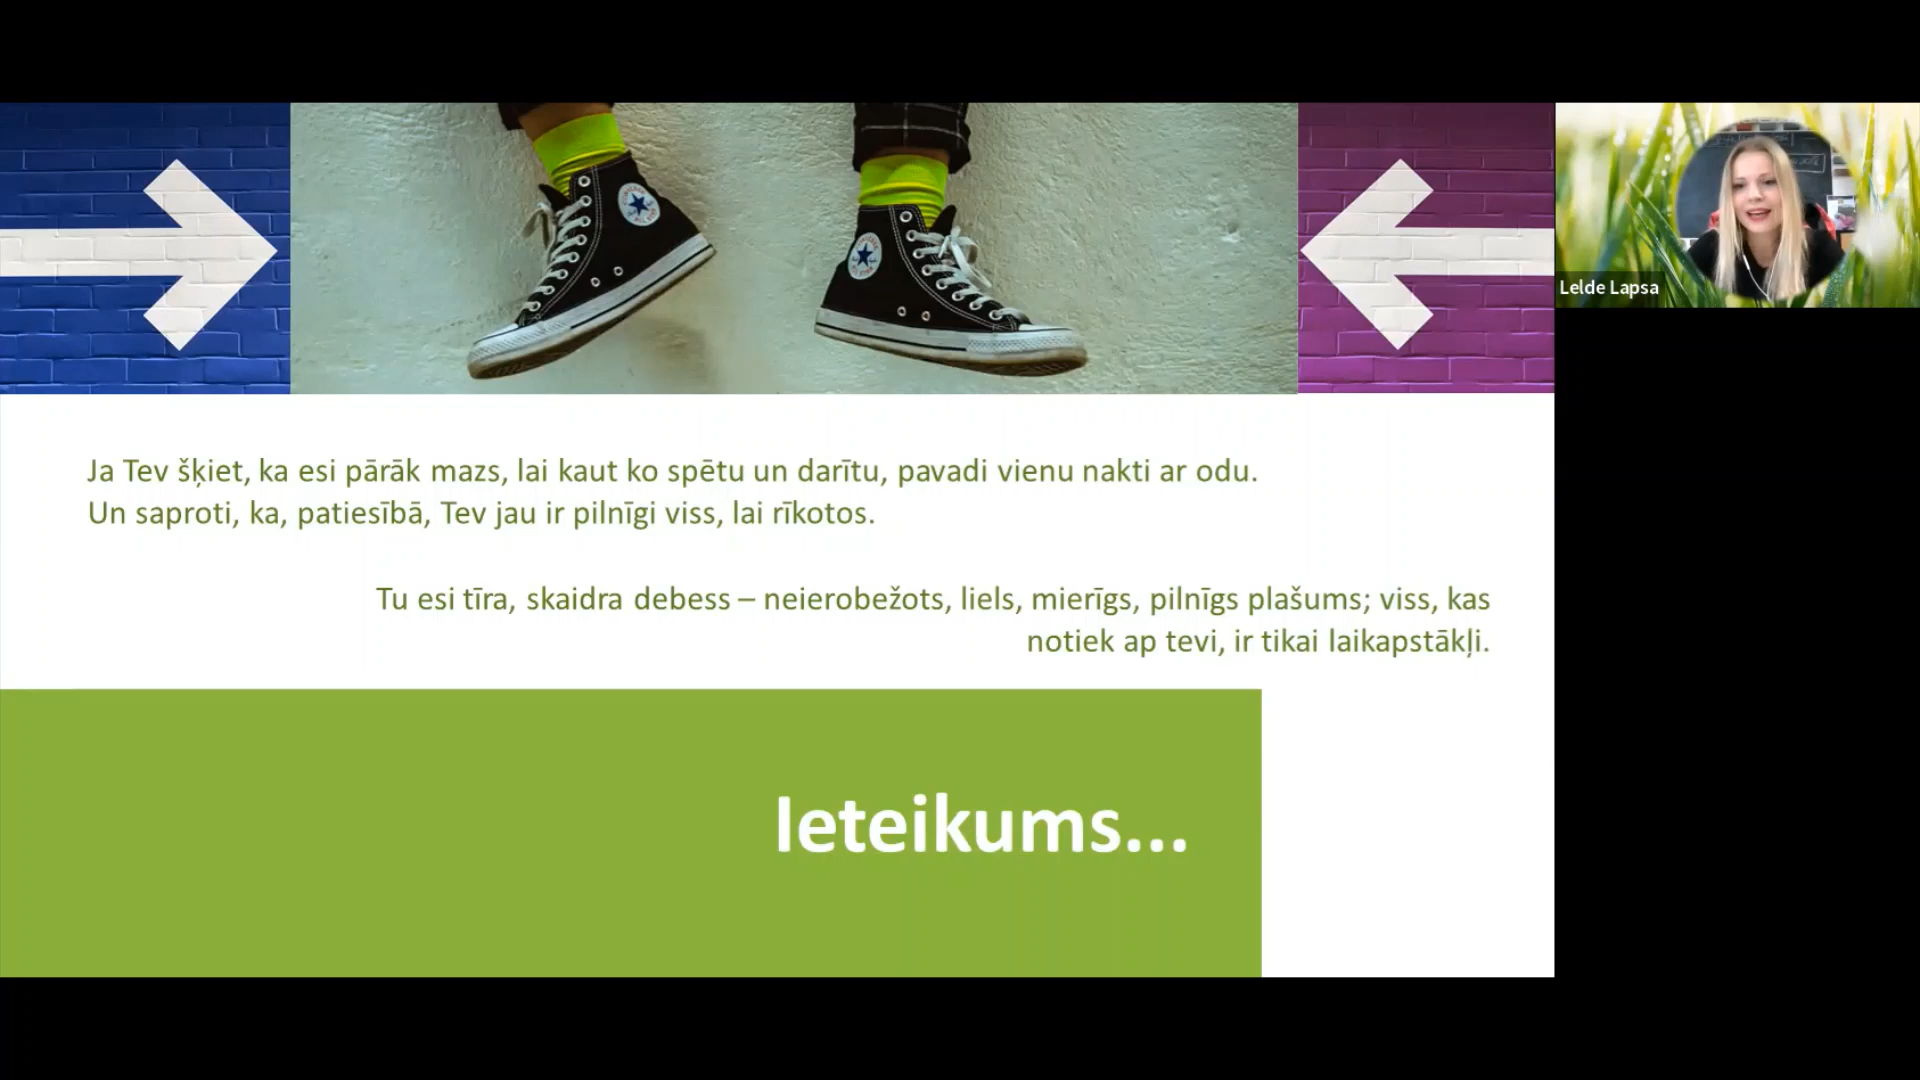 Lelde Lapsa
Ja Tev šķiet, ka esi pārāk mazs, lai kaut ko spētu un darītu, pavadi vienu nakti ar odu.
Un saproti, ka, patiesībā, Tev jau ir pilnīgi viss, lai rīkotos.
Tu esi tīra, skaidra debess – neierobežots, liels, mierīgs, pilnīgs plašums; viss, kas
notiek ap tevi, ir tikai laikapstākļi.
Ieteikums...